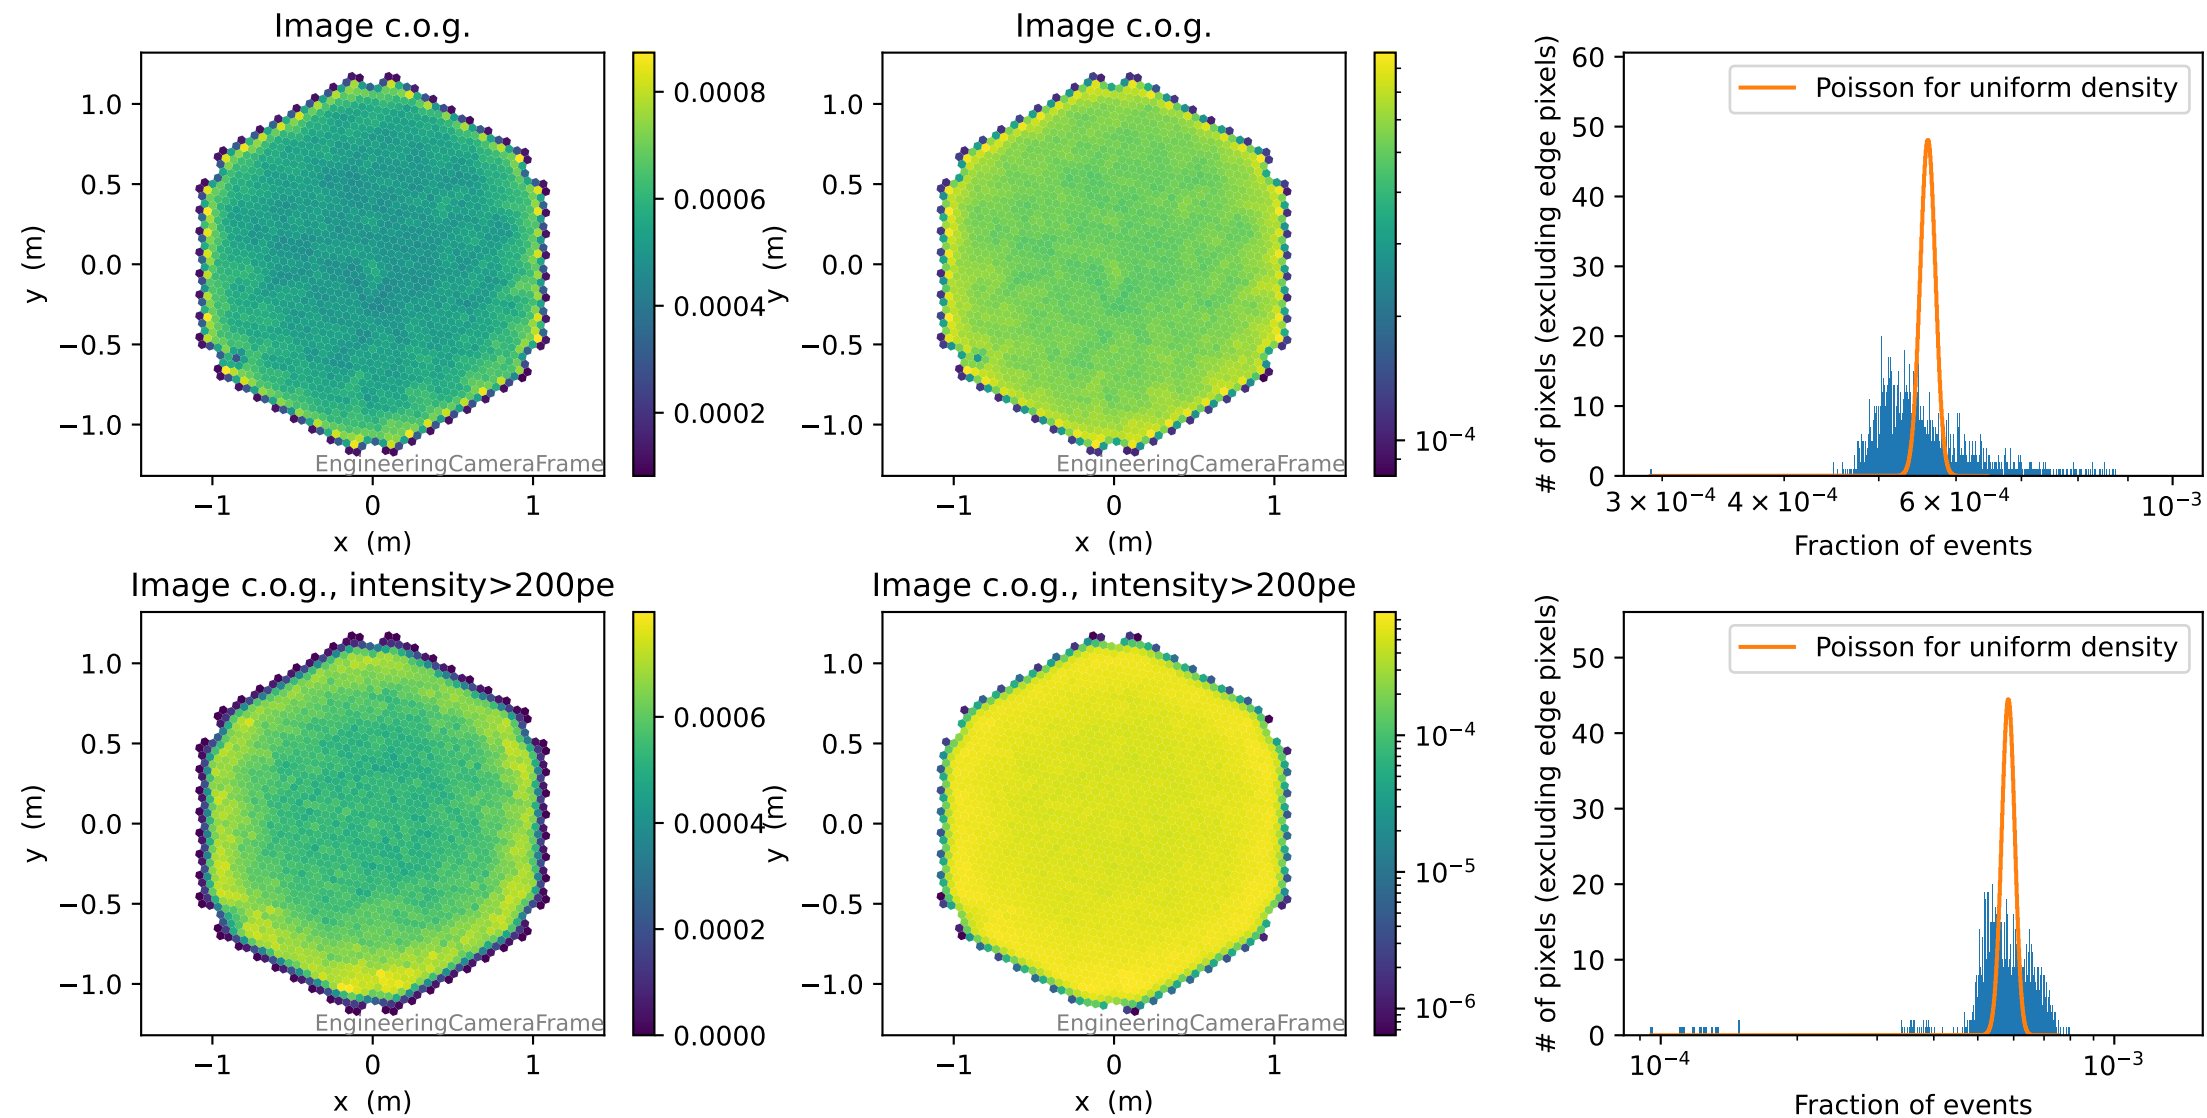 Image c.o.g.
y (m)
1.0
0.5
0.0
−0.5
−1.0
EngineeringCameraFrame
−1 0 1
x (m)
0.0008
0.0006
0.0004
0.0002
Image c.o.g.
y (m)
1.0
0.5
0.0
−0.5
−1.0
EngineeringCameraFrame
−1 0 1
x (m)
10⁻⁴
# of pixels (excluding edge pixels)
60
50
40
30
20
10
0
Poisson for uniform density
3 × 10⁻⁴ 4 × 10⁻⁴ 6 × 10⁻⁴ 10⁻³
Fraction of events
Image c.o.g., intensity>200pe
y (m)
1.0
0.5
0.0
−0.5
−1.0
EngineeringCameraFrame
−1 0 1
x (m)
0.0006
0.0004
0.0002
0.0000
Image c.o.g., intensity>200pe
y (m)
1.0
0.5
0.0
−0.5
−1.0
EngineeringCameraFrame
−1 0 1
x (m)
10⁻⁴
10⁻⁵
10⁻⁶
# of pixels (excluding edge pixels)
50
40
30
20
10
0
Poisson for uniform density
10⁻⁴ 10⁻³
Fraction of events